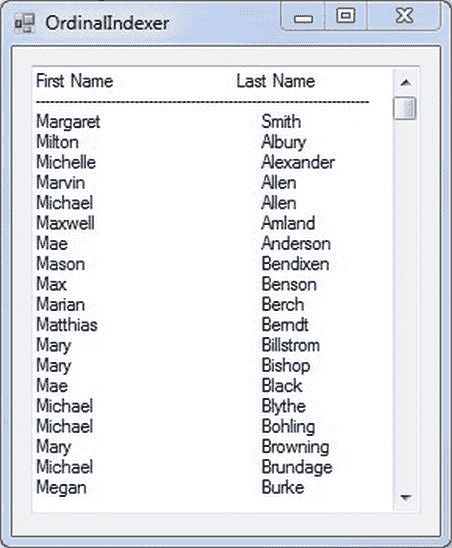 OrdinalIndexer
First Name Last Name
--------------------------------------------------------------------------------
Margaret Smith
Milton Albury
Michelle Alexander
Marvin Allen
Michael Allen
Maxwell Amland
Mae Anderson
Mason Bendixen
Max Benson
Marian Berch
Matthias Berndt
Mary Billstrom
Mary Bishop
Mae Black
Michael Blythe
Michael Bohling
Mary Browning
Michael Brundage
Megan Burke